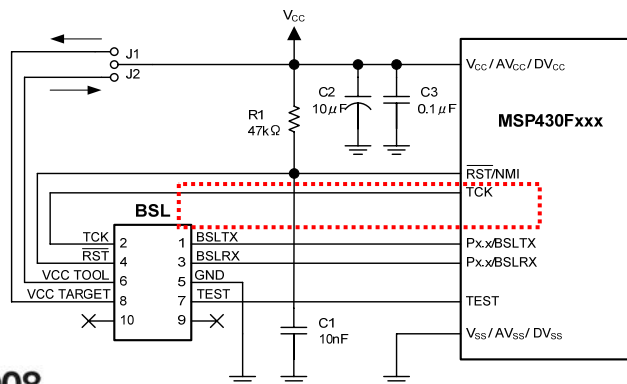 VCC
J1
J2
C2
10μF
C3
0.1μF
R1
47kΩ
VCC/AVCC/DVCC
MSP430Fxxx
RST/NMI
TCK
BSL
TCK 2 1 BSLTX
RST 4 3 BSLRX
VCC TOOL 6 5 GND
VCC TARGET 8 7 TEST
10 9
Px.x/BSLTX
Px.x/BSLRX
TEST
C1
10nF
VSS/AVSS/DVSS